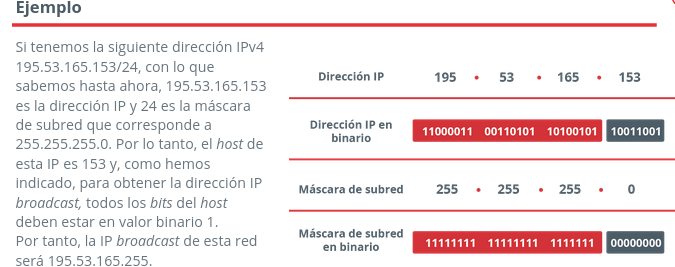 Ejemplo
Si tenemos la siguiente dirección IPv4
195.53.165.153/24, con lo que
sabemos hasta ahora, 195.53.165.153
es la dirección IP y 24 es la máscara
de subred que corresponde a
255.255.255.0. Por lo tanto, el host de
esta IP es 153 y, como hemos
indicado, para obtener la dirección IP
broadcast, todos los bits del host
deben estar en valor binario 1.
Por tanto, la IP broadcast de esta red
será 195.53.165.255.
Dirección IP 195 • 53 • 165 • 153
Dirección IP en
binario
11000011 00110101 10100101 10011001
Máscara de subred 255 • 255 • 255 • 0
Máscara de subred
en binario
11111111 11111111 1111111 00000000